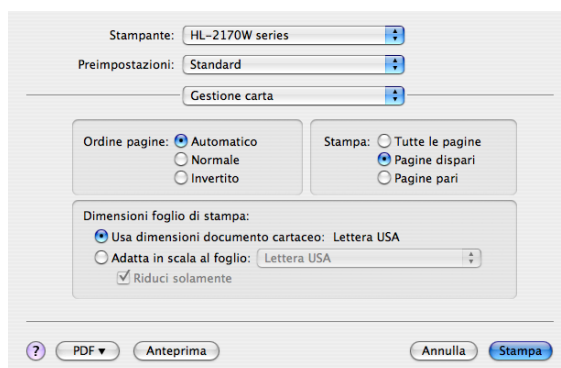 Stampante: HL-2170W series
Preimpostazioni: Standard
Gestione carta
Ordine pagine: Automatico
Normale
Invertito
Stampa: Tutte le pagine
Pagine dispari
Pagine pari
Dimensioni foglio di stampa:
Usa dimensioni documento cartaceo: Lettera USA
Adatta in scala al foglio: Lettera USA
Riduci solamente
? PDF Anteprima Annulla Stampa